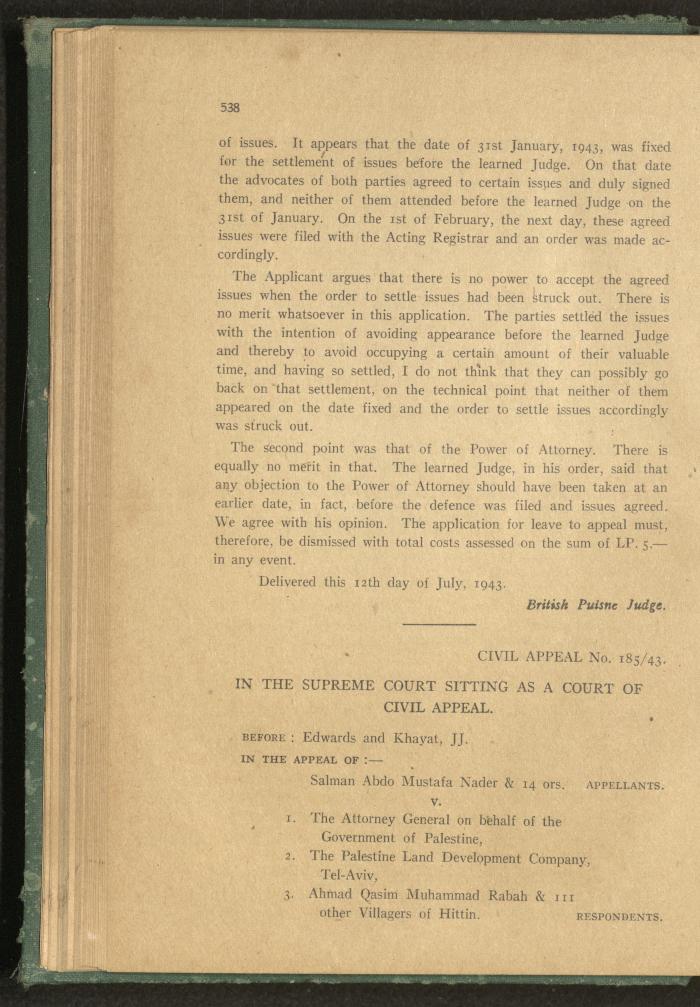 538
of issues. It appears that the date of 31st January, 1943, was fixed
for the settlement of issues before the learned Judge. On that date
the advocates of both parties agreed to certain issues and duly signed
them, and neither of them attended before the learned Judge on the
31st of January. On the 1st of February, the next day, these agreed
issues were filed with the Acting Registrar and an order was made ac-
cordingly.
The Applicant argues that there is no power to accept the agreed
issues when the order to settle issues had been struck out. There is
no merit whatsoever in this application. The parties settled the issues
with the intention of avoiding appearance before the learned Judge
and thereby to avoid occupying a certain amount of their valuable
time, and having so settled, I do not think that they can possibly go
back on that settlement, on the technical point that neither of them
appeared on the date fixed and the order to settle issues accordingly
was struck out.
The second point was that of the Power of Attorney. There is
equally no merit in that. The learned Judge, in his order, said that
any objection to the Power of Attorney should have been taken at an
earlier date, in fact, before the defence was filed and issues agreed.
We agree with his opinion. The application for leave to appeal must,
therefore, be dismissed with total costs assessed on the sum of LP. 5.—
in any event.
Delivered this 12th day of July, 1943.
British Puisne Judge.
CIVIL APPEAL No. 185/43.
IN THE SUPREME COURT SITTING AS A COURT OF
CIVIL APPEAL.
BEFORE : Edwards and Khayat, JJ.
IN THE APPEAL OF :—
Salman Abdo Mustafa Nader & 14 ors. APPELLANTS.
v.
1. The Attorney General on behalf of the
Government of Palestine,
2. The Palestine Land Development Company,
Tel-Aviv,
3. Ahmad Qasim Muhammad Rabah & 111
other Villagers of Hittin. RESPONDENTS.